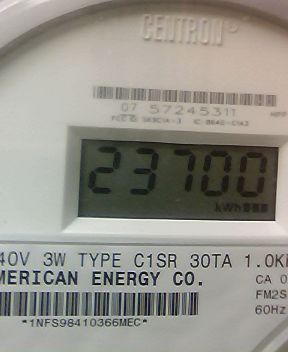 CENTRON®
07 57245311
23700
kWh
40V 3W TYPE C1SR 30TA 1.0K
MERICAN ENERGY CO.
CA 0
FM2S
60Hz
*1NFS98410366MEC*